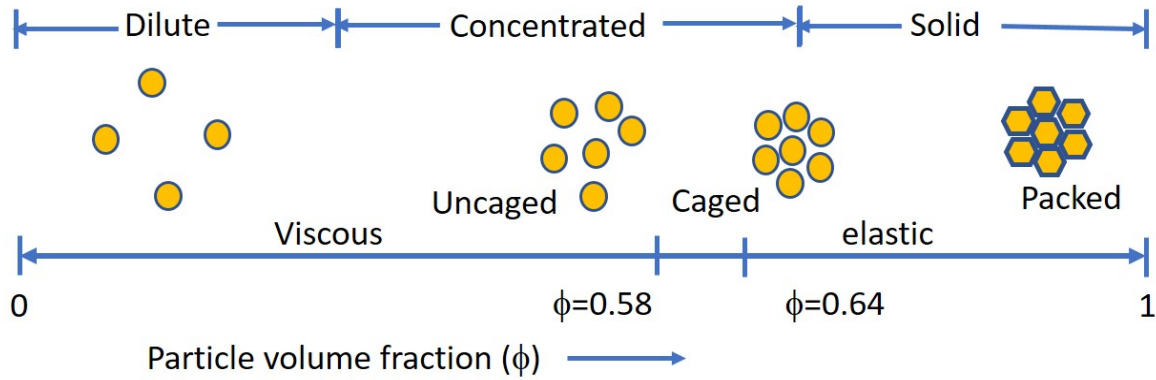 Dilute Concentrated Solid
Uncaged Caged Packed
Viscous elastic
0 ϕ=0.58 ϕ=0.64 1
Particle volume fraction (ϕ)